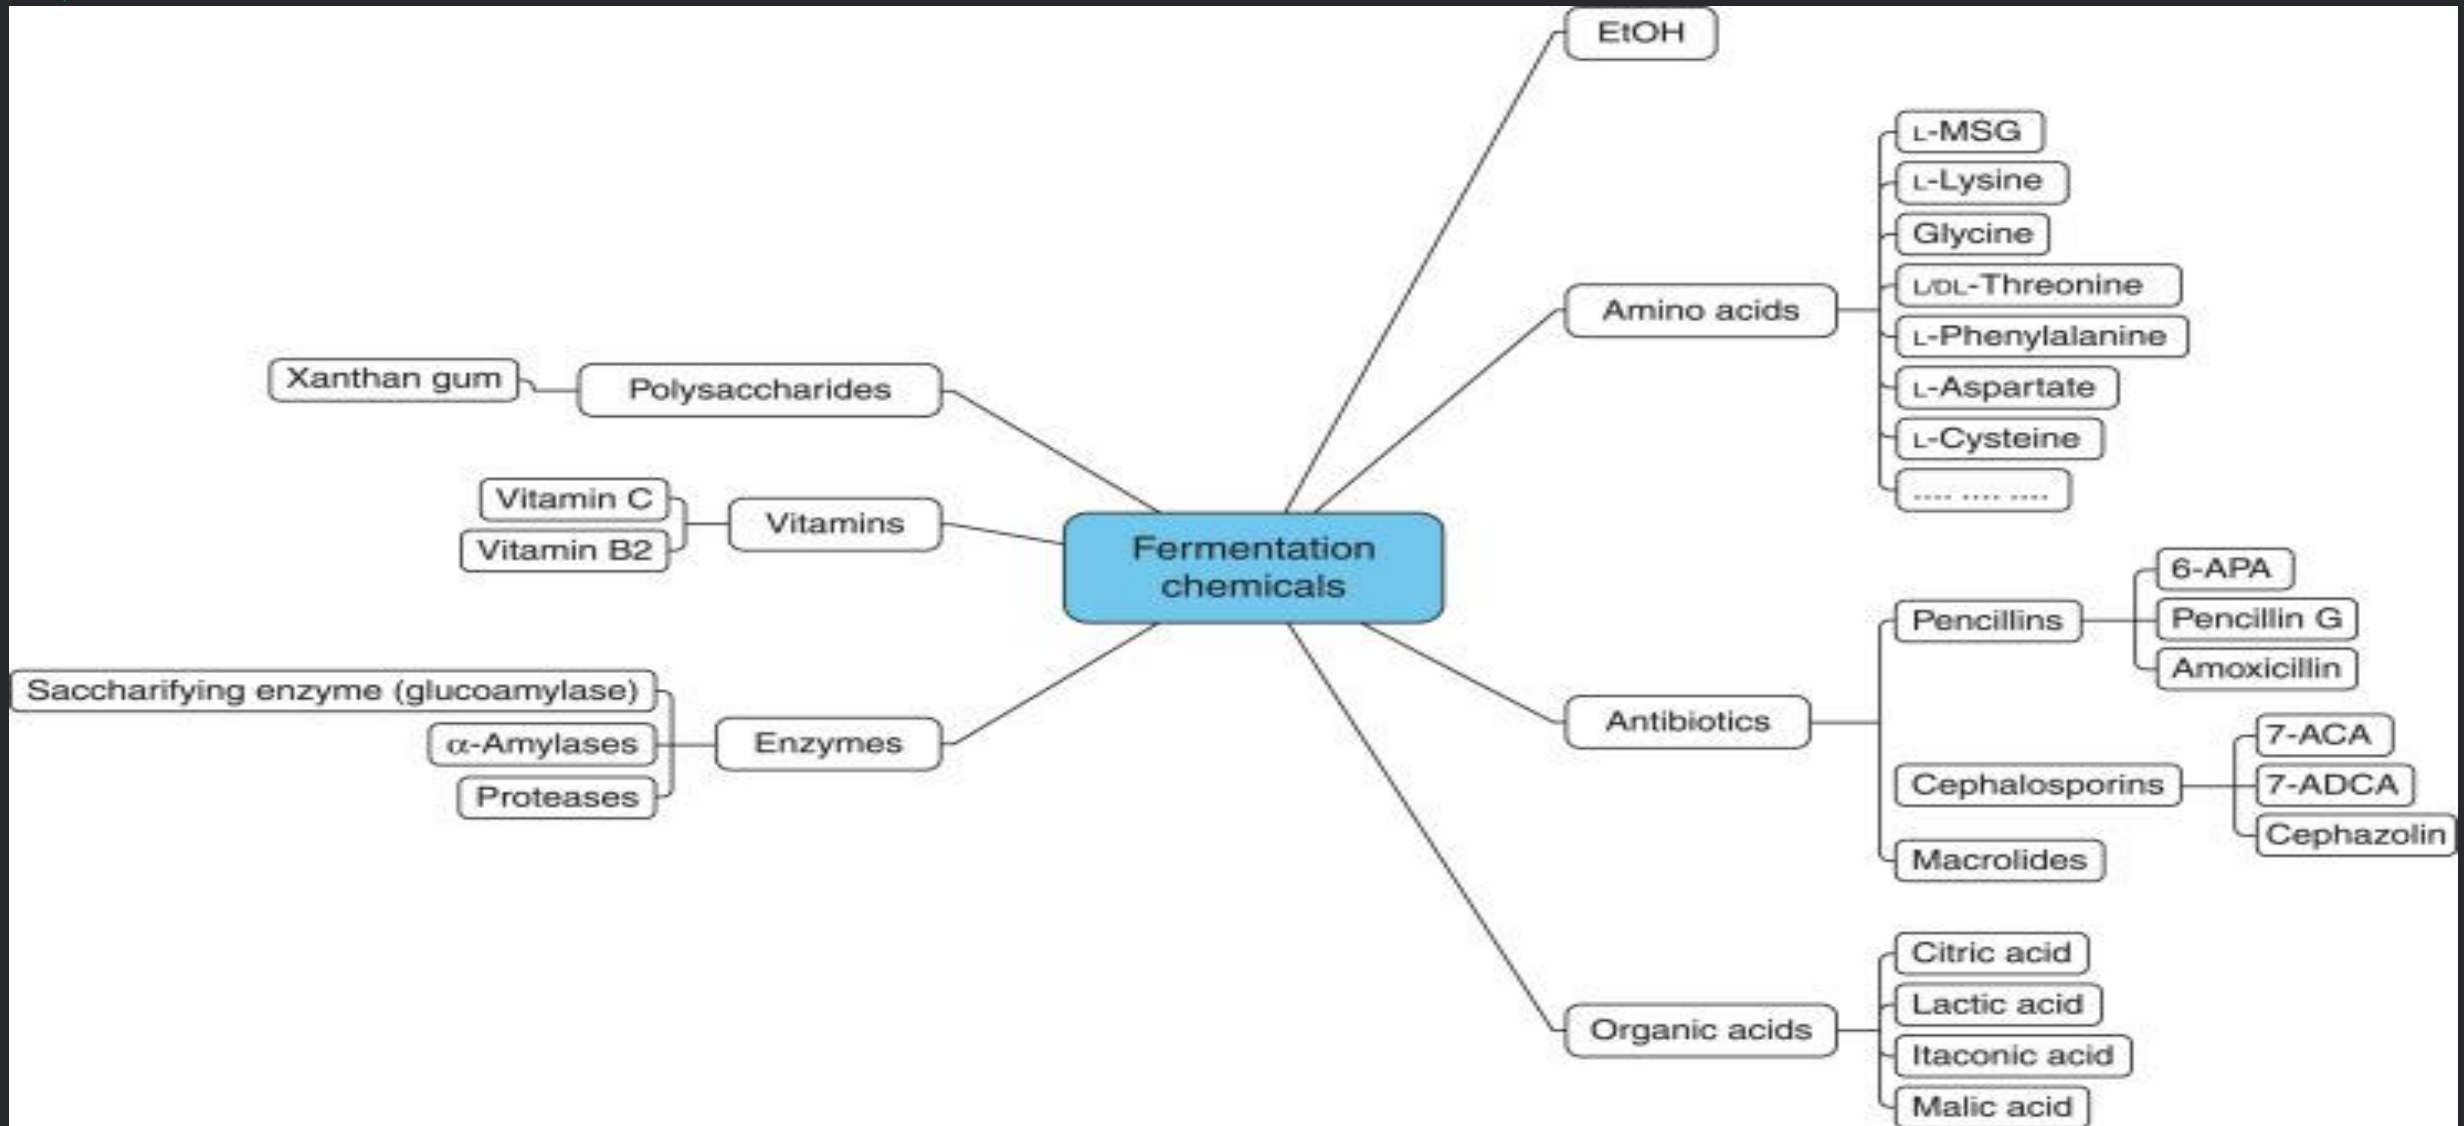 EtOH
L-MSG
L-Lysine
Glycine
L/DL-Threonine
Amino acids
L-Phenylalanine
L-Aspartate
L-Cysteine
.... .... ....
Xanthan gum
Polysaccharides
Vitamin C
Vitamins
Vitamin B2
Fermentation
chemicals
Saccharifying enzyme (glucoamylase)
α-Amylases
Enzymes
Proteases
Antibiotics
Pencillins
6-APA
Pencillin G
Amoxicillin
Cephalosporins
7-ACA
7-ADCA
Cephazolin
Macrolides
Organic acids
Citric acid
Lactic acid
Itaconic acid
Malic acid